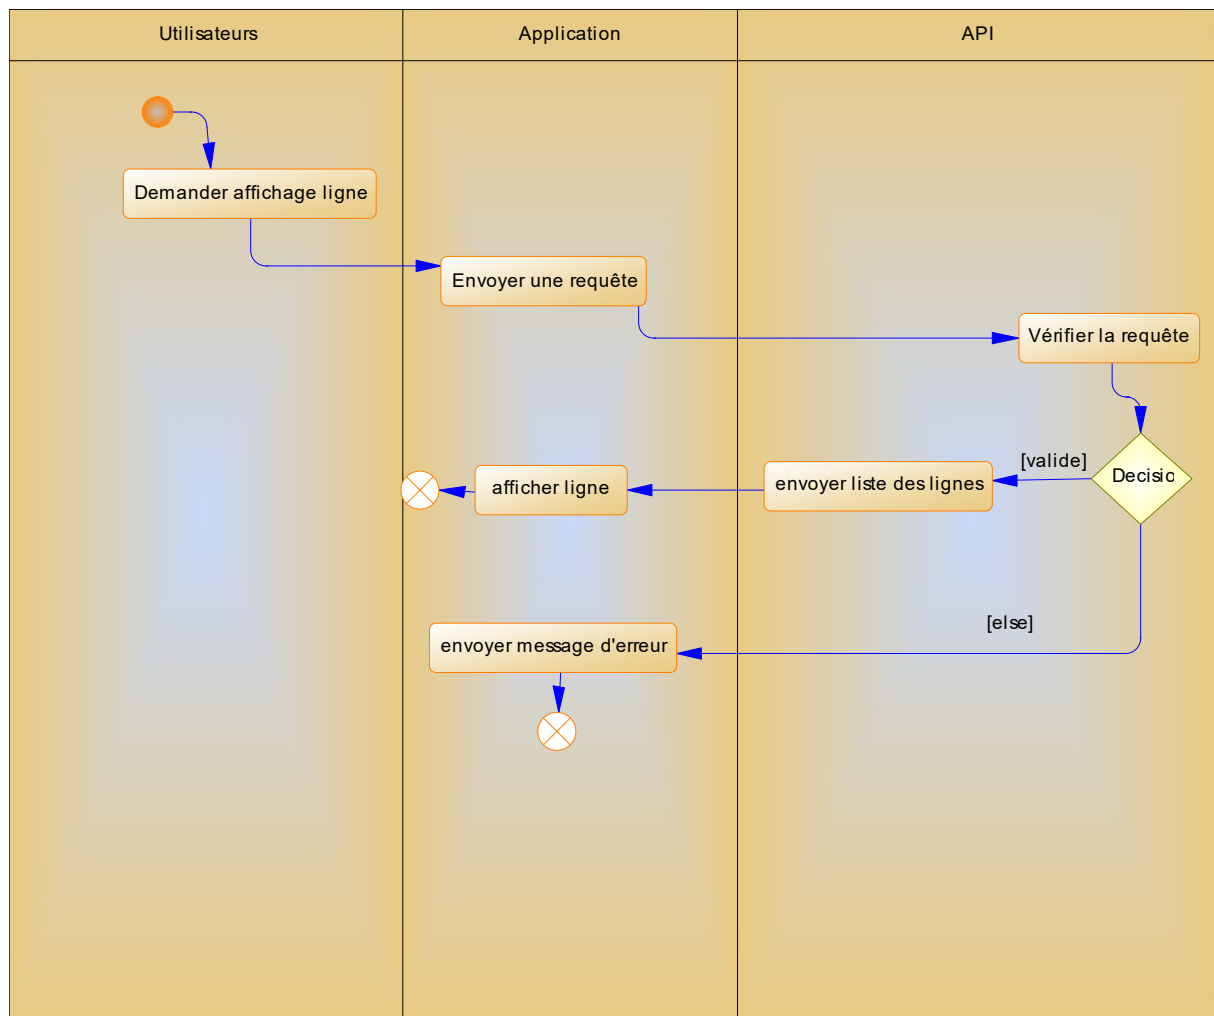 Utilisateurs
Application
API
Demander affichage ligne
Envoyer une requête
Vérifier la requête
[valide]
Decisio
envoyer liste des lignes
afficher ligne
[else]
envoyer message d'erreur